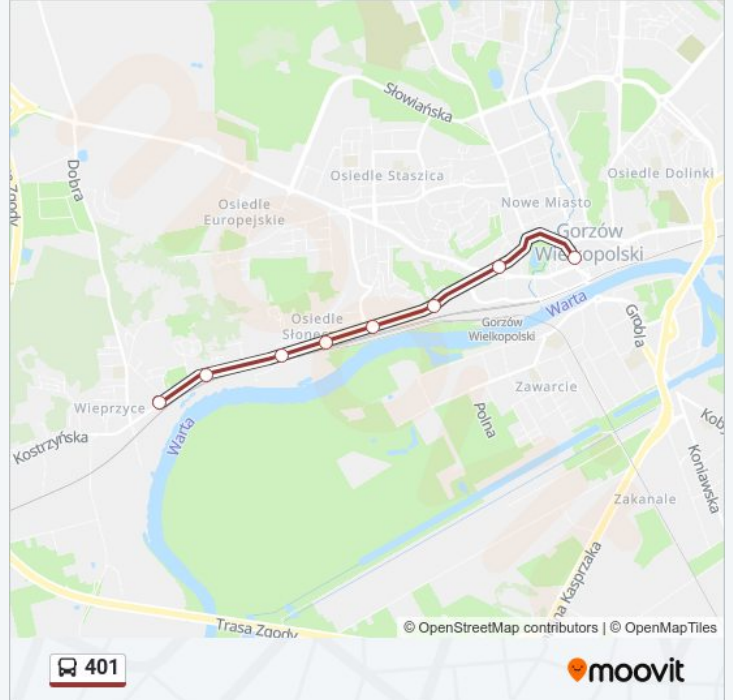 Słowiańska
Osiedle Staszica
Osiedle Dolinki
Dobra
Osiedle
Europejskie
Nowe Miasto
Gorzów
Wielkopolski
Zgody
Warta
Grobla
Osiedle
Gorzów
Wielkopolski
Zawarcie
Wieprzyce
Kostrzyńska
Warta
Polna
Koniawska
Zakanale
Kasprzaka
Trasa Zgody
© OpenStreetMap contributors | © OpenMapTiles
401
moovit